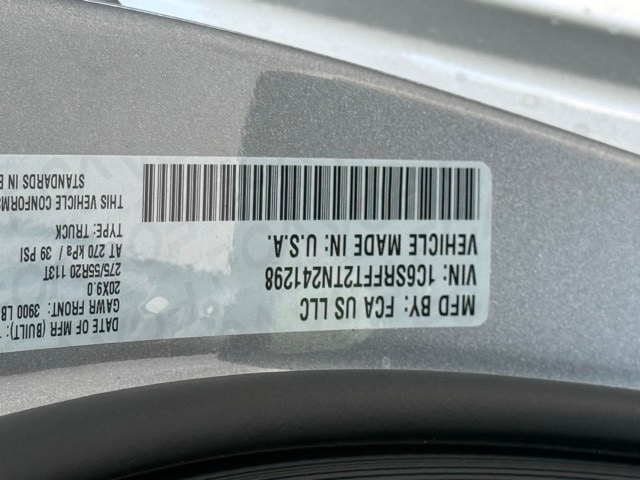 MFD BY: FCA US LLC
DATE OF MFR (BUILT):
GAWR FRONT: 3900 LB
20X9.0
VIN: 1C6SRFFT2TN241298
275/55R20 113T
VEHICLE MADE IN: U.S.A.
AT 270 kPa / 39 PSI
TYPE: TRUCK
THIS VEHICLE CONFORMS
STANDARDS IN